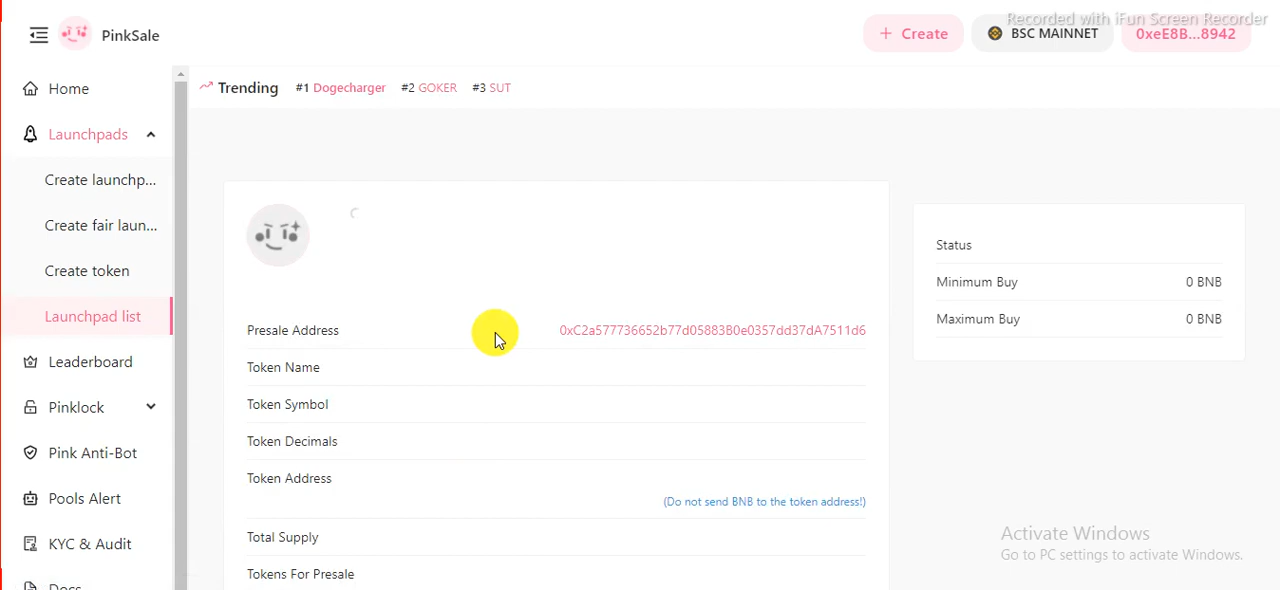 Recorded with iFun Screen Recorder
PinkSale
+ Create
BSC MAINNET
0xeE8B...8942
Home
Trending #1 Dogecharger #2 GOKER #3 SUT
Launchpads
Create launchp...
Create fair laun...
Create token
Launchpad list
Leaderboard
Pinklock
Pink Anti-Bot
Pools Alert
KYC & Audit
Docs
Presale Address 0xC2a577736652b77d05883B0e0357dd37dA7511d6
Token Name
Token Symbol
Token Decimals
Token Address
(Do not send BNB to the token address!)
Total Supply
Tokens For Presale
Status
Minimum Buy 0 BNB
Maximum Buy 0 BNB
Activate Windows
Go to PC settings to activate Windows.